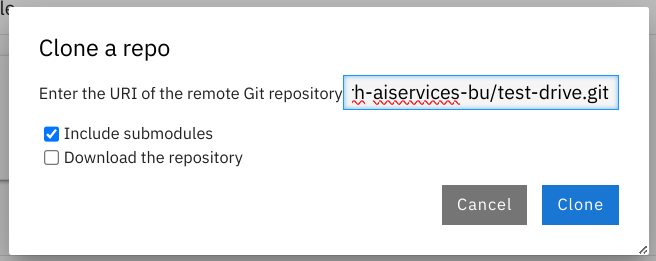 Clone a repo
Enter the URI of the remote Git repository
h-aiservices-bu/test-drive.git
Include submodules
Download the repository
Cancel Clone